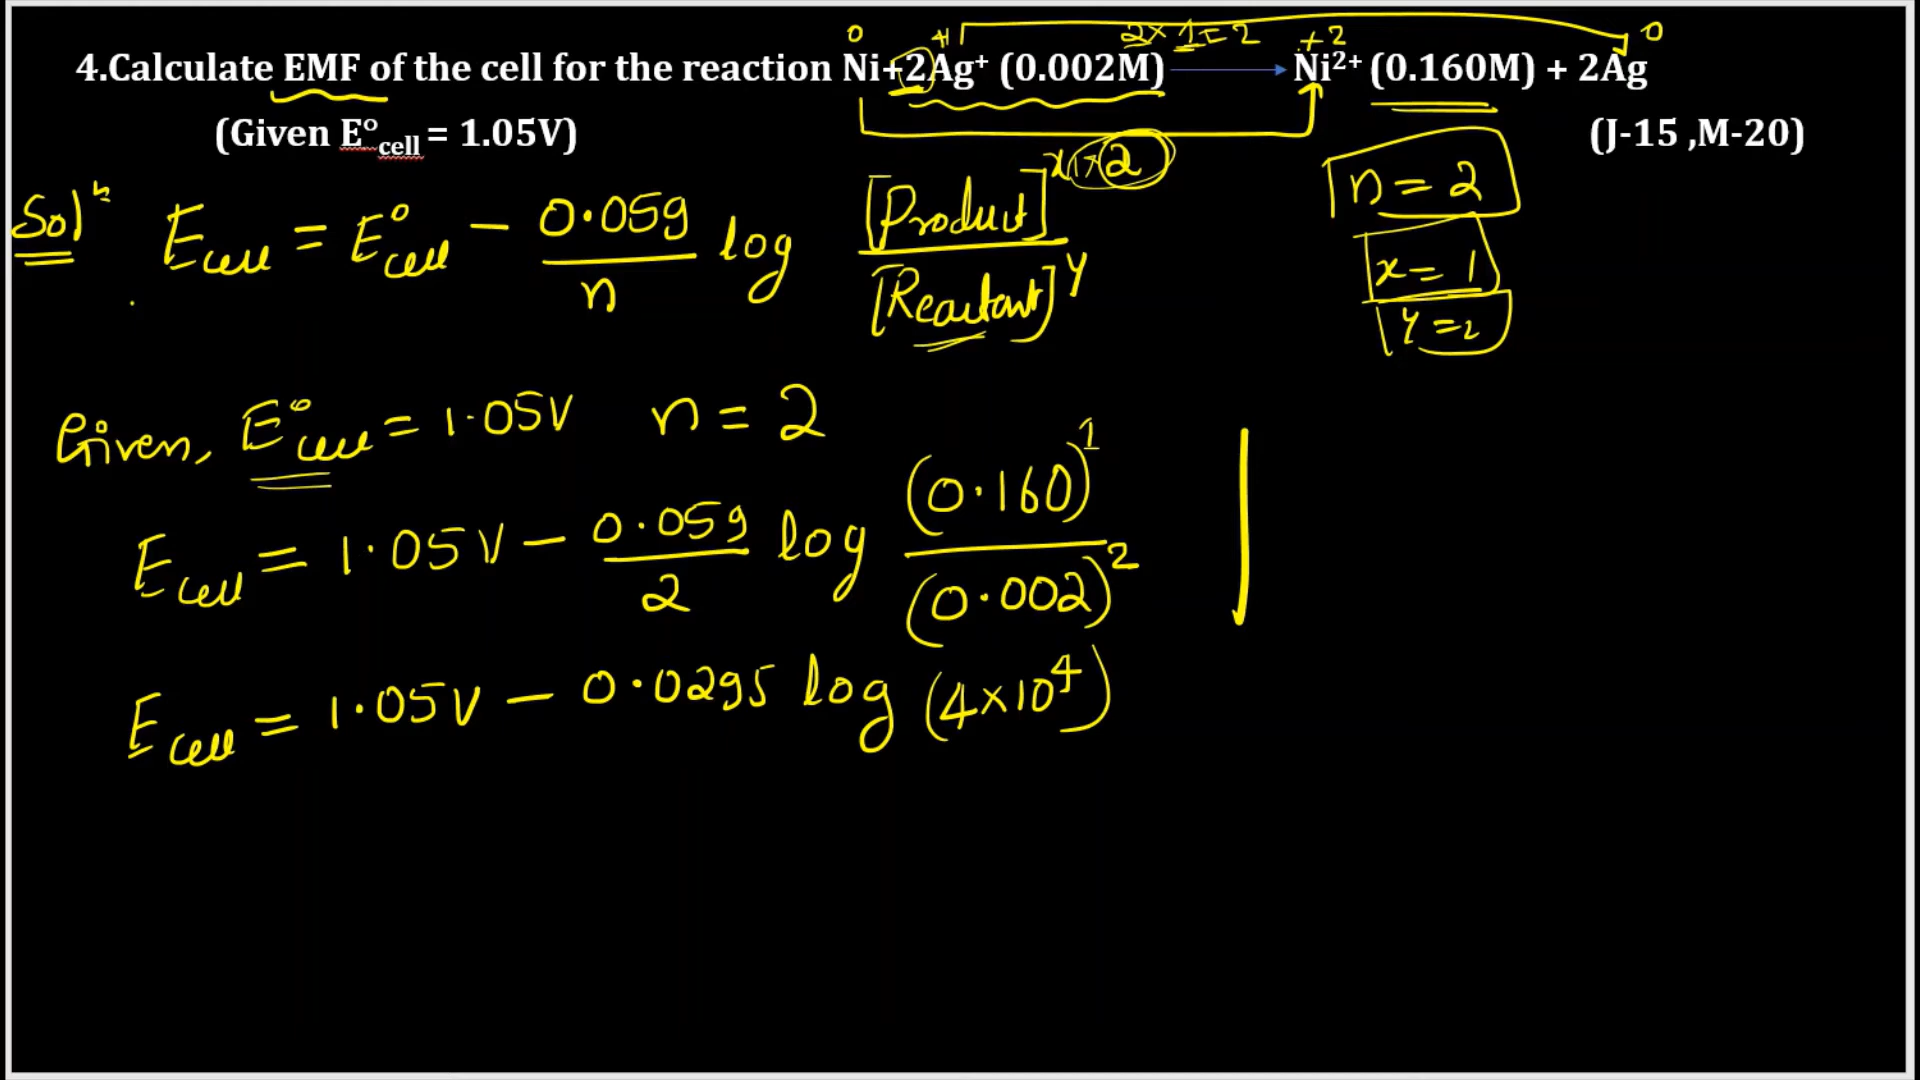 0 +1 2 × 1 = 2 +2 0
4.Calculate EMF of the cell for the reaction Ni+2Ag⁺ (0.002M) → Ni²⁺ (0.160M) + 2Ag
(Given E°cell = 1.05V) (J-15 ,M-20)
1×2
Solⁿ Ecell = E°cell − 0.059/n log [Product]ˣ/[Reactant]ʸ
n = 2
x = 1
y = 2
Given, E°cell = 1.05V n = 2
Ecell = 1.05V − 0.059/2 log (0.160)¹/(0.002)²
Ecell = 1.05V − 0.0295 log (4×10⁴)